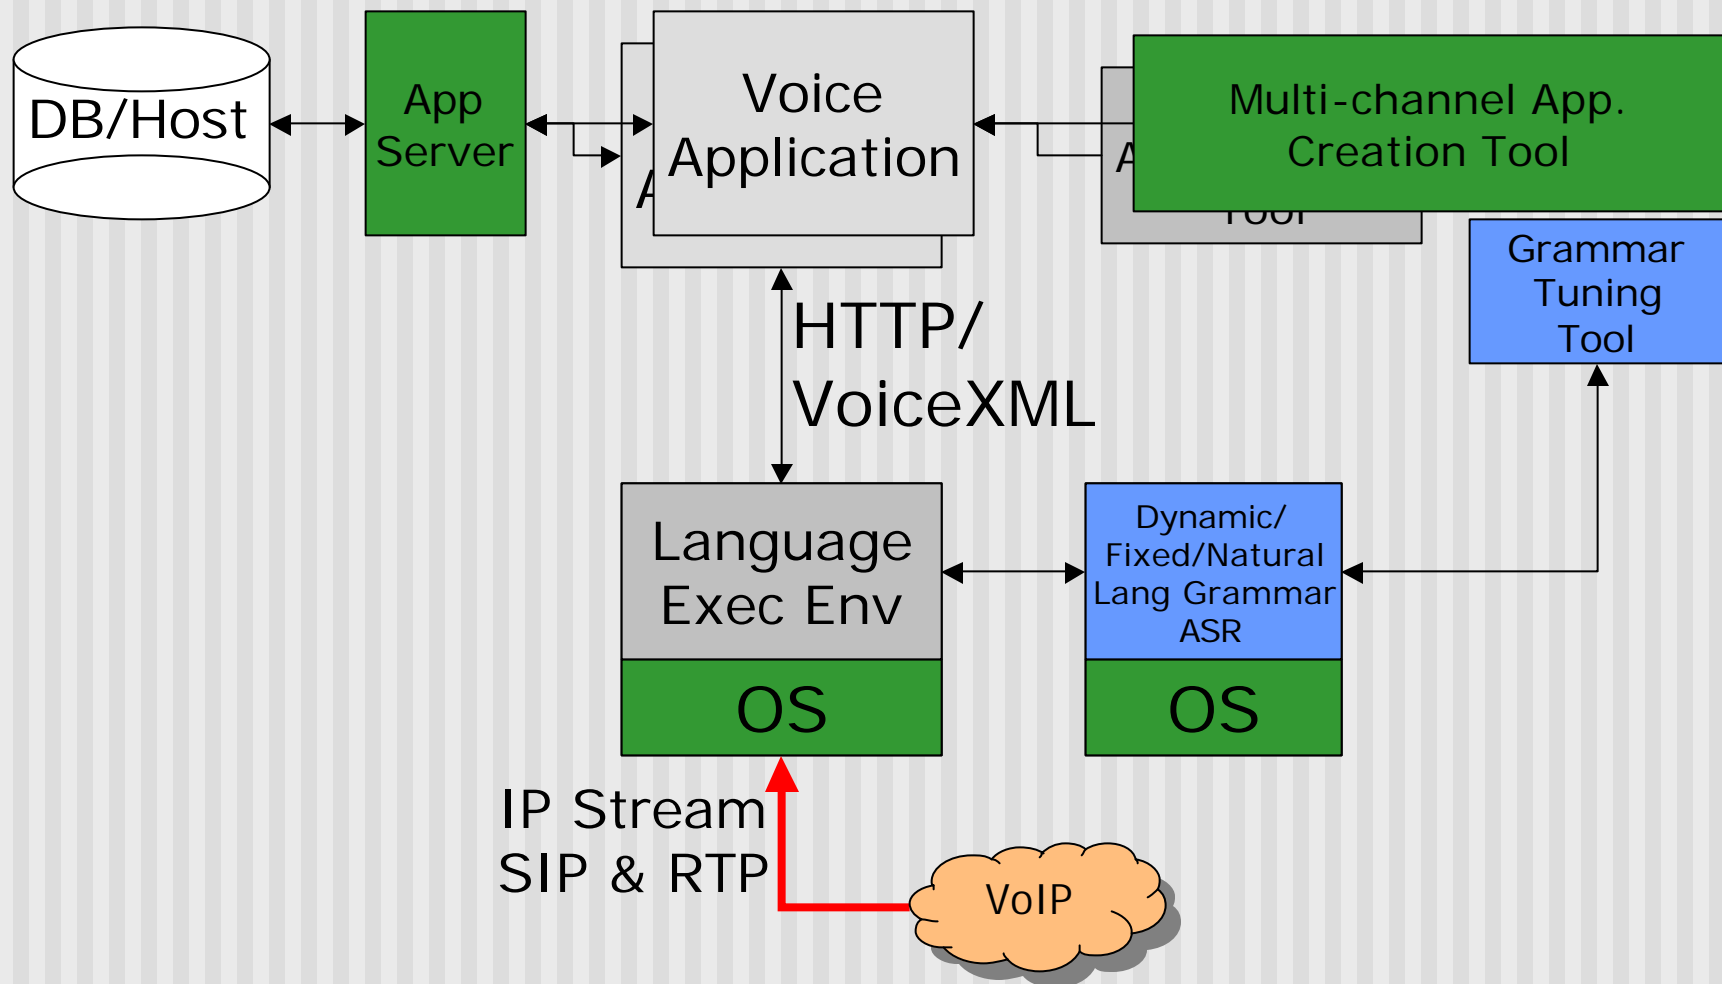 DB/Host
App
Server
Voice
Application
A
Multi-channel App.
Creation Tool
A
Tool
Grammar
Tuning
Tool
HTTP/
VoiceXML
Language
Exec Env
OS
Dynamic/
Fixed/Natural
Lang Grammar
ASR
OS
IP Stream
SIP & RTP
VoIP